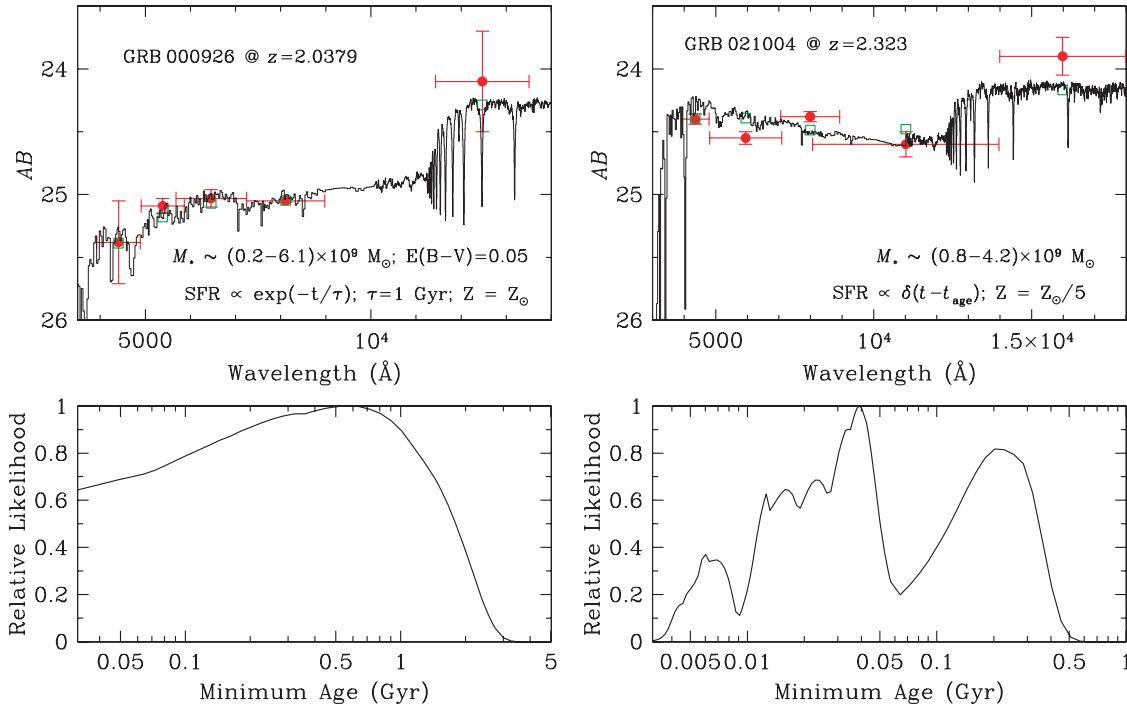 GRB 000926 @ z=2.0379
24
25
26
AB
M⋆ ~ (0.2−6.1)×10⁹ M☉; E(B−V)=0.05
SFR ∝ exp(−t/τ); τ=1 Gyr; Z = Z☉
5000
10⁴
Wavelength (Å)
GRB 021004 @ z=2.323
24
25
26
AB
M⋆ ~ (0.8−4.2)×10⁹ M☉
SFR ∝ δ(t−t_age); Z = Z☉/5
5000
10⁴
1.5×10⁴
Wavelength (Å)
Relative Likelihood
1
0.8
0.6
0.4
0.2
0
0.05
0.1
0.5
1
5
Minimum Age (Gyr)
Relative Likelihood
1
0.8
0.6
0.4
0.2
0
0.005
0.01
0.05
0.1
0.5
1
Minimum Age (Gyr)